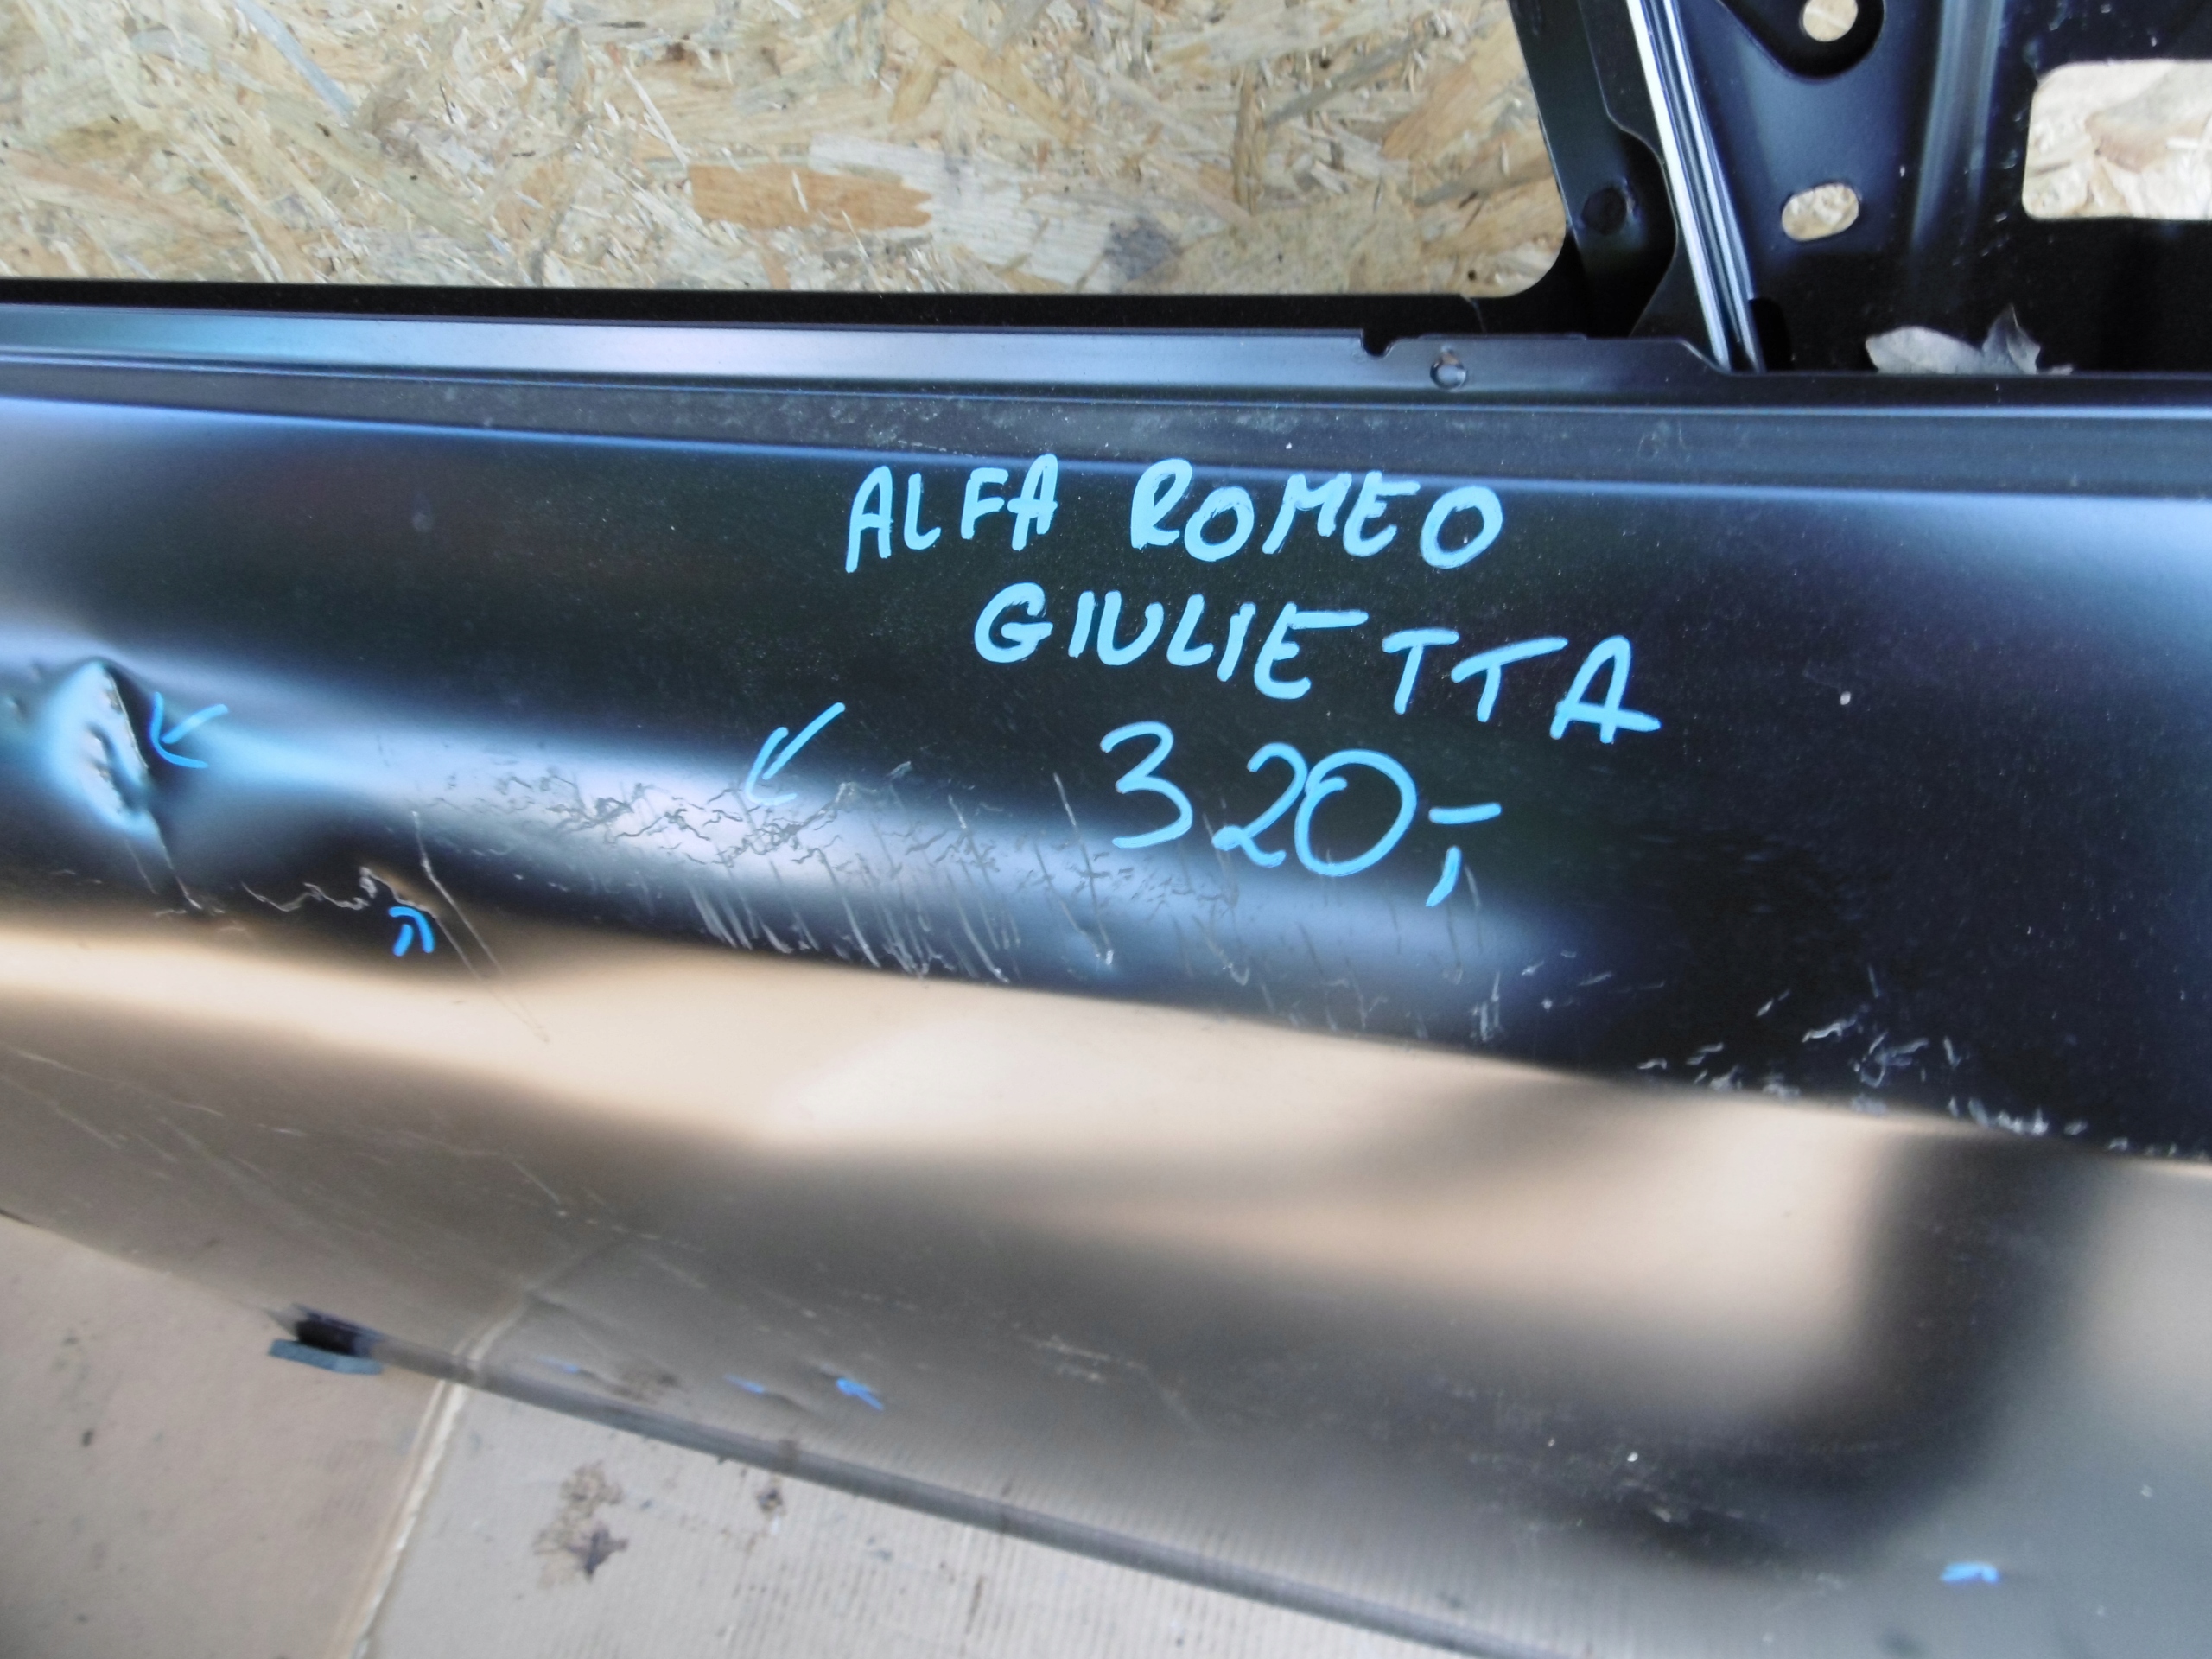 ALFA ROMEO
GIULIETTA
320,-